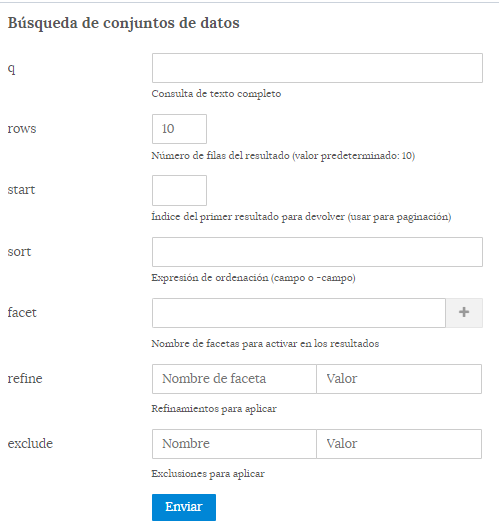 Búsqueda de conjuntos de datos
q
Consulta de texto completo
rows
10
Número de filas del resultado (valor predeterminado: 10)
start
Índice del primer resultado para devolver (usar para paginación)
sort
Expresión de ordenación (campo o -campo)
facet
+
Nombre de facetas para activar en los resultados
refine
Nombre de faceta Valor
Refinamientos para aplicar
exclude
Nombre Valor
Exclusiones para aplicar
Enviar